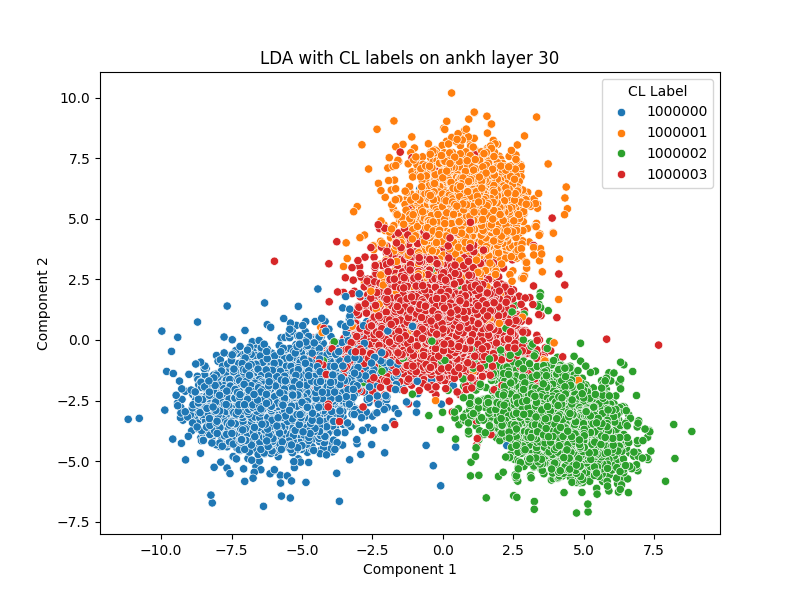 LDA with CL labels on ankh layer 30
CL Label
1000000
1000001
1000002
1000003
Component 2
10.0
7.5
5.0
2.5
0.0
−2.5
−5.0
−7.5
−10.0 −7.5 −5.0 −2.5 0.0 2.5 5.0 7.5
Component 1